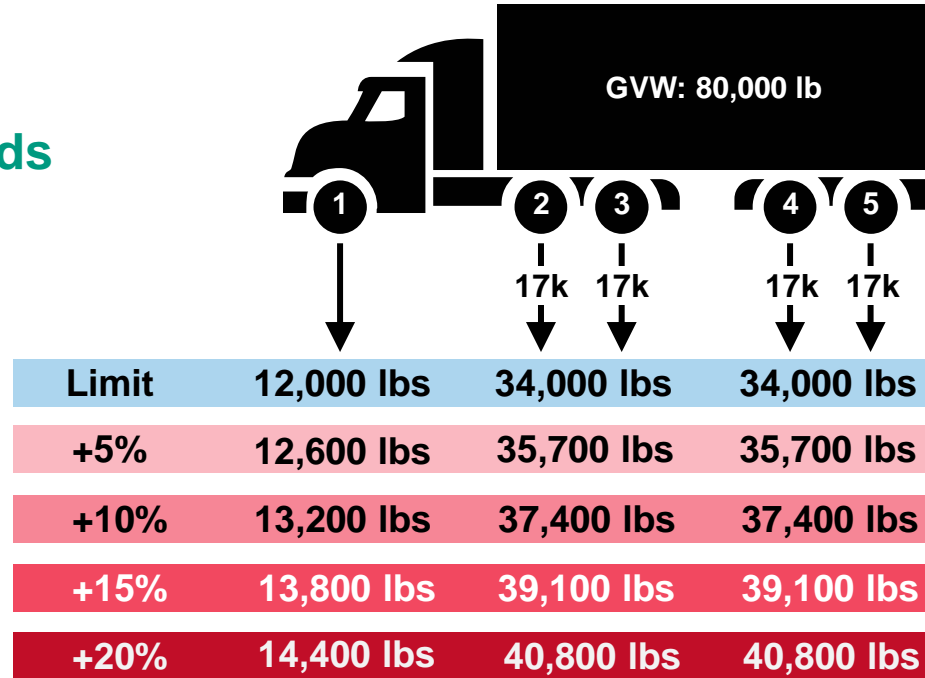 GVW: 80,000 lb
ds
1 2 3 4 5
17k 17k 17k 17k
Limit 12,000 lbs 34,000 lbs 34,000 lbs
+5% 12,600 lbs 35,700 lbs 35,700 lbs
+10% 13,200 lbs 37,400 lbs 37,400 lbs
+15% 13,800 lbs 39,100 lbs 39,100 lbs
+20% 14,400 lbs 40,800 lbs 40,800 lbs